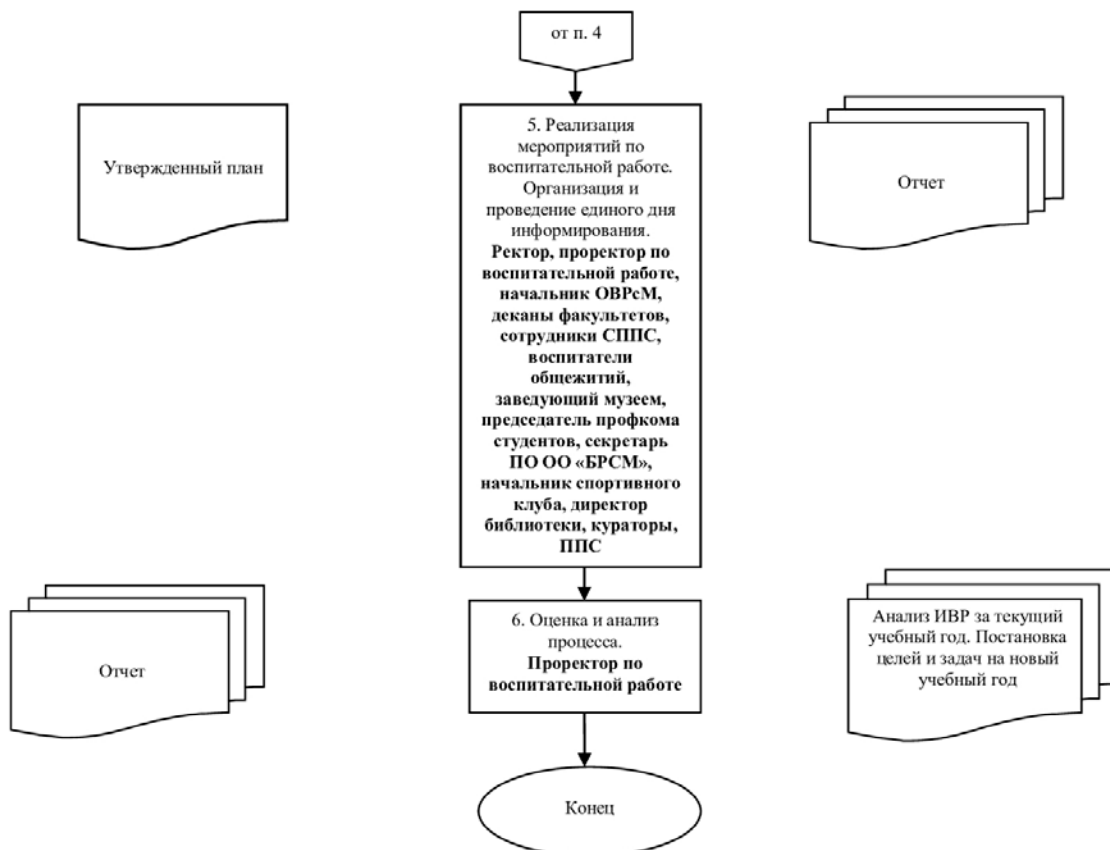 от п. 4
Утвержденный план
5. Реализация
мероприятий по
воспитательной работе.
Организация и
проведение единого дня
информирования.
Ректор, проректор по
воспитательной работе,
начальник ОВРсМ,
деканы факультетов,
сотрудники СППС,
воспитатели
общежитий,
заведующий музеем,
председатель профкома
студентов, секретарь
ПО ОО «БРСМ»,
начальник спортивного
клуба, директор
библиотеки, кураторы,
ППС
Отчет
Отчет
6. Оценка и анализ
процесса.
Проректор по
воспитательной работе
Анализ ИВР за текущий
учебный год. Постановка
целей и задач на новый
учебный год
Конец